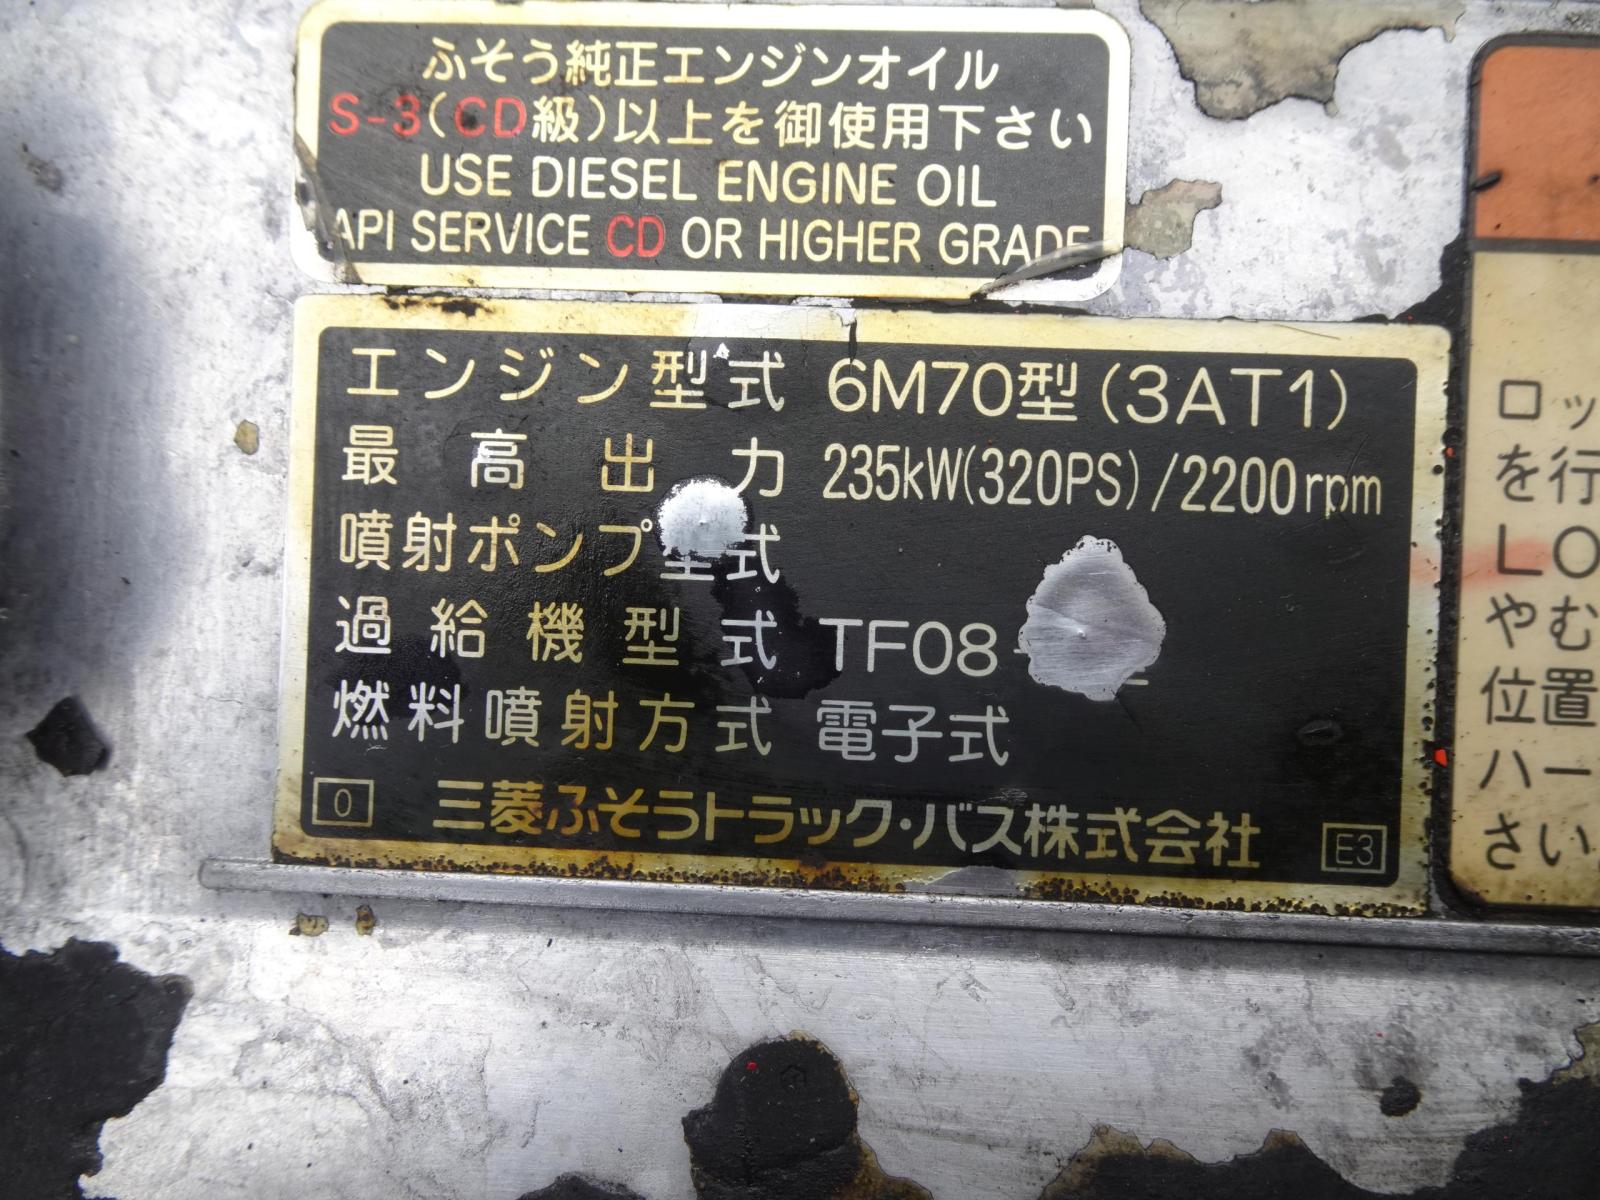 ふそう純正エンジンオイル
S-3(CD級)以上を御使用下さい
USE DIESEL ENGINE OIL
API SERVICE CD OR HIGHER GRADE
エンジン型式 6M70型(3AT1)
最高出力 235kW(320PS)/2200rpm
噴射ポンプ型式
過給機型式 TF08
燃料噴射方式 電子式
0 三菱ふそうトラック・バス株式会社 E3
ロッ
を行
LO
やむ
位置
ハー
さい。